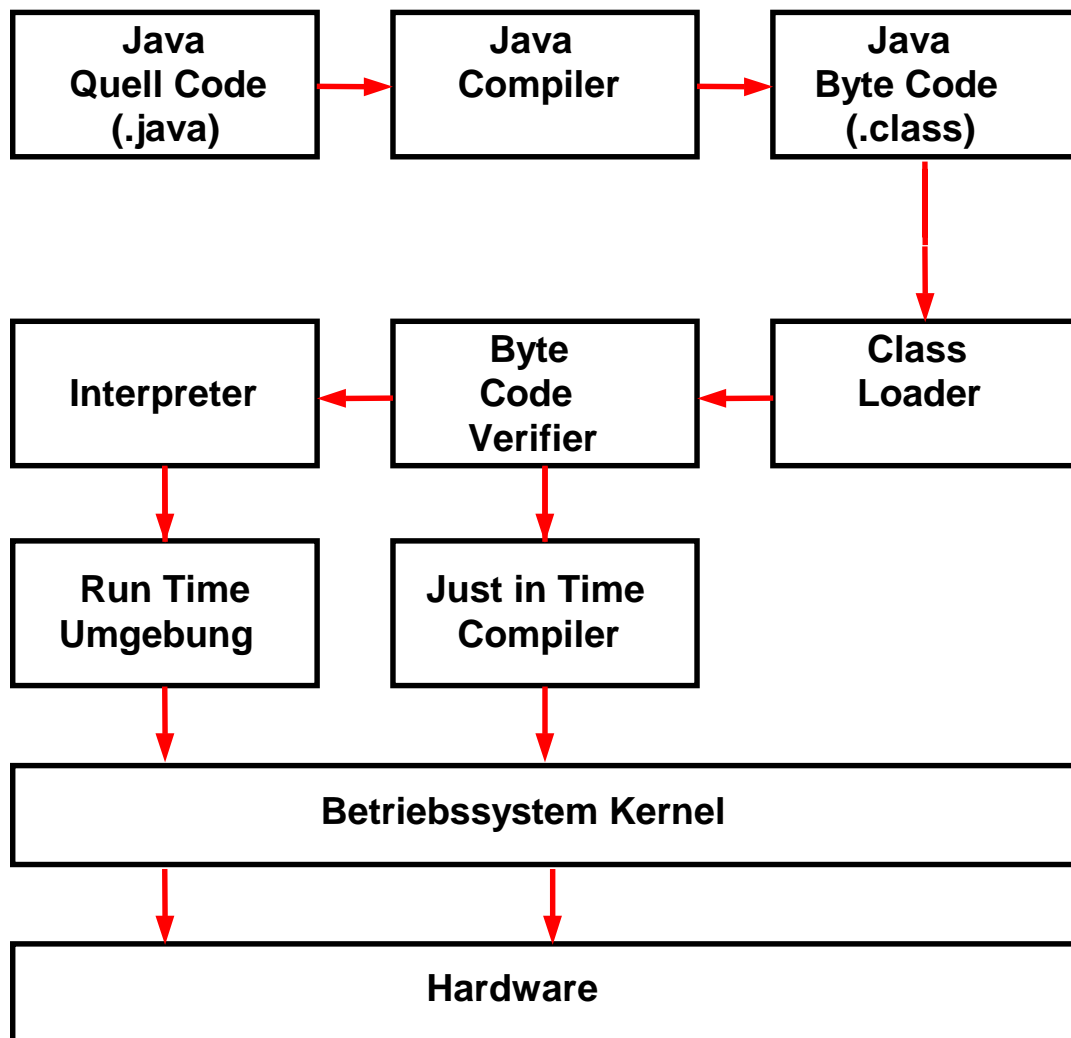 Java
Quell Code
(.java)
Java
Compiler
Java
Byte Code
(.class)
Interpreter
Byte
Code
Verifier
Class
Loader
Run Time
Umgebung
Just in Time
Compiler
Betriebssystem Kernel
Hardware